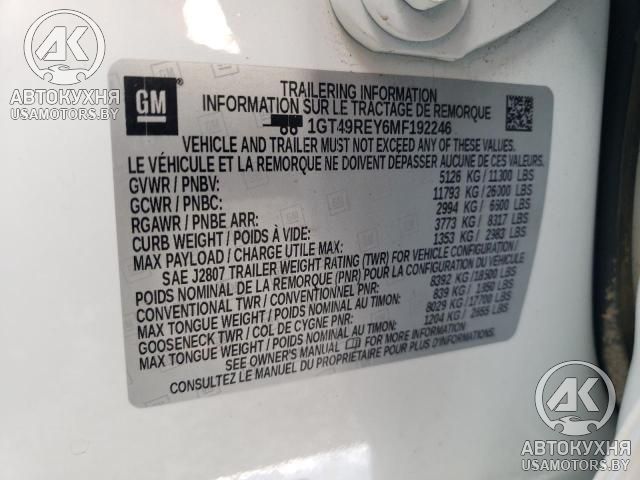 GM
TRAILERING INFORMATION
INFORMATION SUR LE TRACTAGE DE REMORQUE
1GT49REY6MF192246
VEHICLE AND TRAILER MUST NOT EXCEED ANY OF THESE VALUES.
LE VÉHICULE ET LA REMORQUE NE DOIVENT DÉPASSER AUCUNE DE CES VALEURS.
GVWR / PNBV: 5126 KG / 11300 LBS
GCWR / PNBC: 11793 KG / 26000 LBS
RGAWR / PNBE ARR: 2994 KG / 6600 LBS
CURB WEIGHT / POIDS À VIDE: 3773 KG / 8317 LBS
MAX PAYLOAD / CHARGE UTILE MAX: 1353 KG / 2983 LBS
SAE J2807 TRAILER WEIGHT RATING (TWR) FOR VEHICLE CONFIGURATION /
POIDS NOMINAL DE LA REMORQUE (PNR) POUR LA CONFIGURATION DU VÉHICULE
CONVENTIONAL TWR / CONVENTIONNEL PNR: 8392 KG / 18500 LBS
MAX TONGUE WEIGHT / POIDS NOMINAL AU TIMON: 839 KG / 1850 LBS
GOOSENECK TWR / COL DE CYGNE PNR: 8029 KG / 17700 LBS
MAX TONGUE WEIGHT / POIDS NOMINAL AU TIMON: 1204 KG / 2655 LBS
SEE OWNER'S MANUAL FOR MORE INFORMATION
CONSULTEZ LE MANUEL DU PROPRIÉTAIRE POUR PLUS D'INFORMATION
АК
АВТОКУХНЯ
USAMOTORS.BY
АК
АВТОКУХНЯ
USAMOTORS.BY